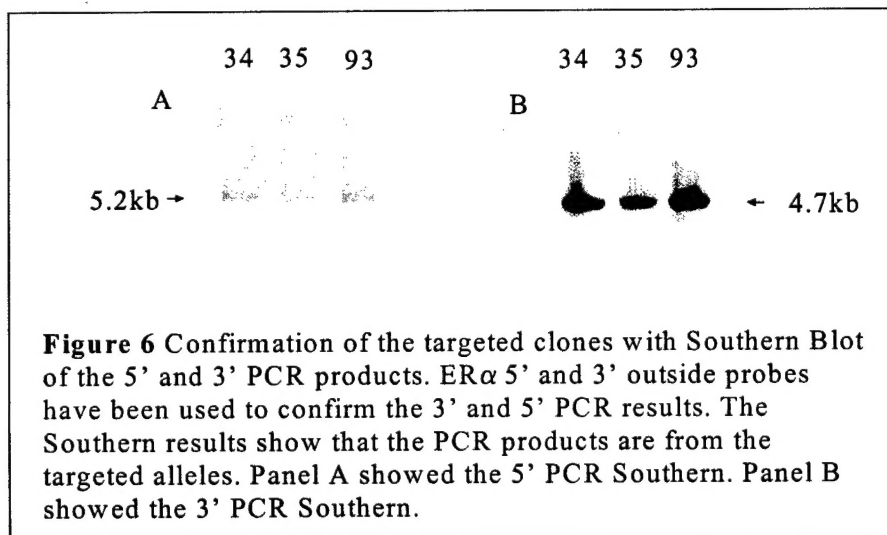 34 35 93 34 35 93
A B
5.2kb → ← 4.7kb
Figure 6 Confirmation of the targeted clones with Southern Blot
of the 5’ and 3’ PCR products. ERα 5’ and 3’ outside probes
have been used to confirm the 3’ and 5’ PCR results. The
Southern results show that the PCR products are from the
targeted alleles. Panel A showed the 5’ PCR Southern. Panel B
showed the 3’ PCR Southern.